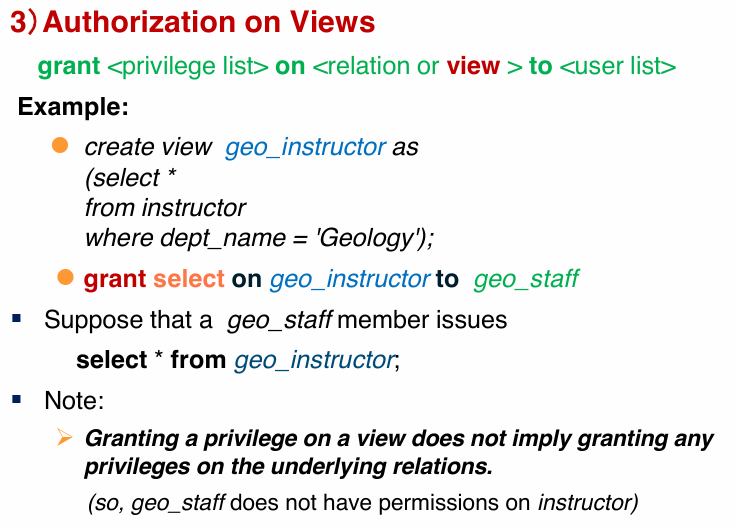 3）Authorization on Views
grant <privilege list> on <relation or view > to <user list>
Example:
create view geo_instructor as
(select *
from instructor
where dept_name = 'Geology');
grant select on geo_instructor to geo_staff
Suppose that a geo_staff member issues
select * from geo_instructor;
Note:
Granting a privilege on a view does not imply granting any
privileges on the underlying relations.
(so, geo_staff does not have permissions on instructor)